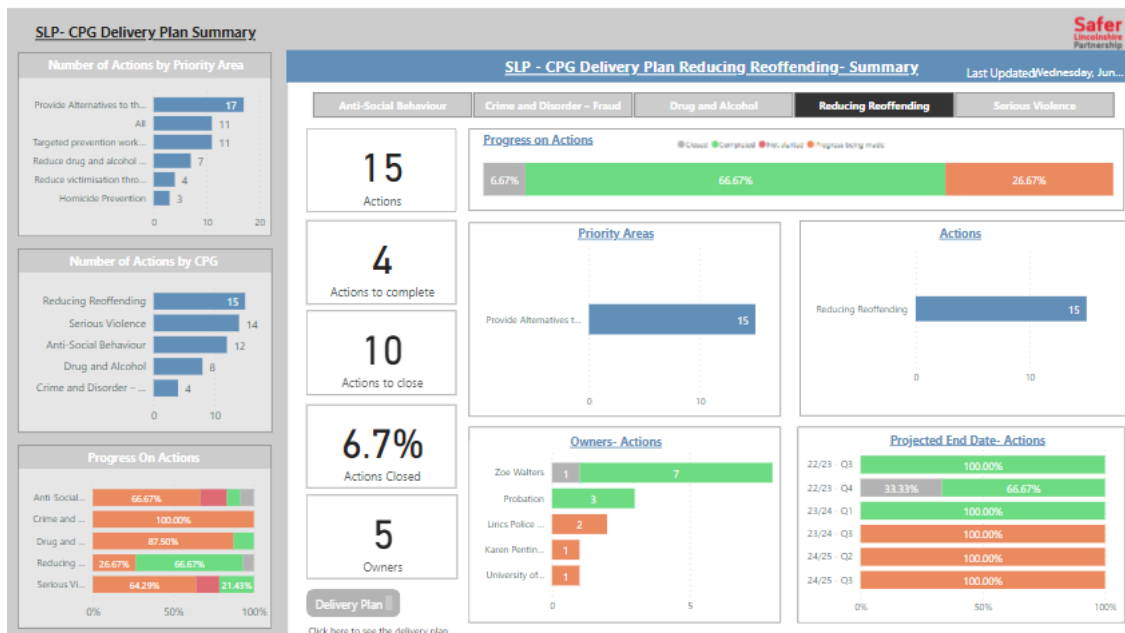 SLP- CPG Delivery Plan Summary
Safer
Lincolnshire
Partnership
Number of Actions by Priority Area
Provide Alternatives to th... 17
All 11
Targeted prevention work... 11
Reduce drug and alcohol ... 7
Reduce victimisation thro... 4
Homicide Prevention 3
0 10 20
Number of Actions by CPG
Reducing Reoffending 15
Serious Violence 14
Anti-Social Behaviour 12
Drug and Alcohol 8
Crime and Disorder – ... 4
0 10
Progress On Actions
Anti-Social... 66.67%
Crime and ... 100.00%
Drug and ... 87.50%
Reducing ... 26.67% 66.67%
Serious Vi... 64.29% 21.43%
0% 50% 100%
SLP - CPG Delivery Plan Reducing Reoffending- Summary
Last Updated Wednesday, Jun...
Anti-Social Behaviour Crime and Disorder – Fraud Drug and Alcohol Reducing Reoffending Serious Violence
15
Actions
4
Actions to complete
10
Actions to close
6.7%
Actions Closed
5
Owners
Delivery Plan
Click here to see the delivery plan
Progress on Actions
Closed Completed Not started Progress being made
6.67% 66.67% 26.67%
Priority Areas
Provide Alternatives t... 15
0 10
Actions
Reducing Reoffending 15
0 10
Owners- Actions
Zoe Walters 1 7
Probation 3
Lincs Police ... 2
Karen Pentin... 1
University of... 1
0 5
Projected End Date- Actions
22/23 - Q3 100.00%
22/23 - Q4 33.33% 66.67%
23/24 - Q1 100.00%
23/24 - Q3 100.00%
24/25 - Q2 100.00%
24/25 - Q3 100.00%
0% 50% 100%